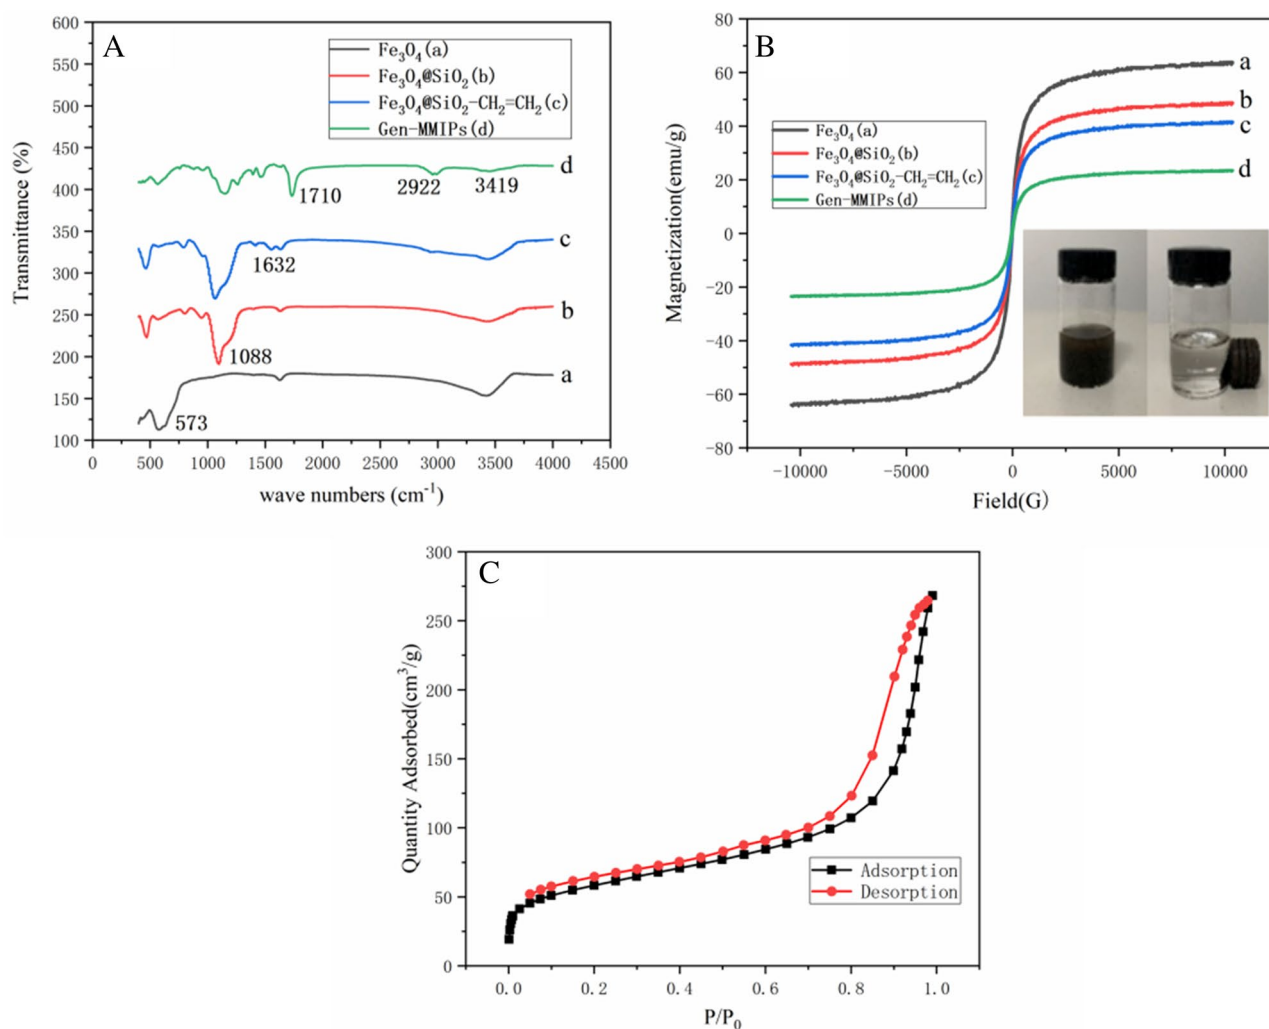 A
Fe₃O₄(a)
Fe₃O₄@SiO₂(b)
Fe₃O₄@SiO₂-CH₂=CH₂(c)
Gen-MMIPs(d)
Transmittance (%)
600
550
500
450
400
350
300
250
200
150
100
d
1710
2922
3419
c
1632
b
1088
a
573
0
500
1000
1500
2000
2500
3000
3500
4000
4500
wave numbers (cm⁻¹)
B
Fe₃O₄(a)
Fe₃O₄@SiO₂(b)
Fe₃O₄@SiO₂-CH₂=CH₂(c)
Gen-MMIPs(d)
Magnetization(emu/g)
80
60
40
20
0
−20
−40
−60
−80
a
b
c
d
−10000
−5000
0
5000
10000
Field(G)
C
Quantity Adsorbed(cm³/g)
300
250
200
150
100
50
0
Adsorption
Desorption
0.0
0.2
0.4
0.6
0.8
1.0
P/P₀